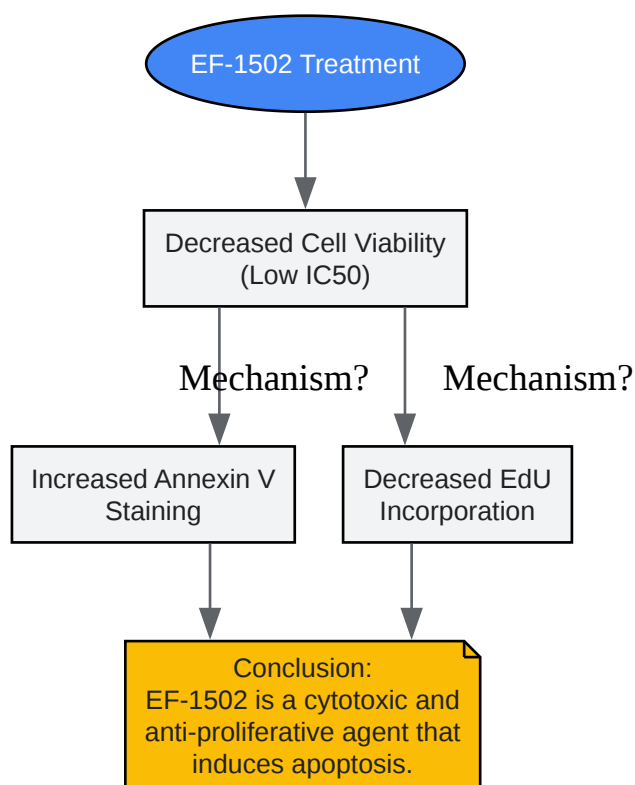 EF-1502 Treatment
Decreased Cell Viability
(Low IC50)
Mechanism?
Mechanism?
Increased Annexin V
Staining
Decreased EdU
Incorporation
Conclusion:
EF-1502 is a cytotoxic and
anti-proliferative agent that
induces apoptosis.